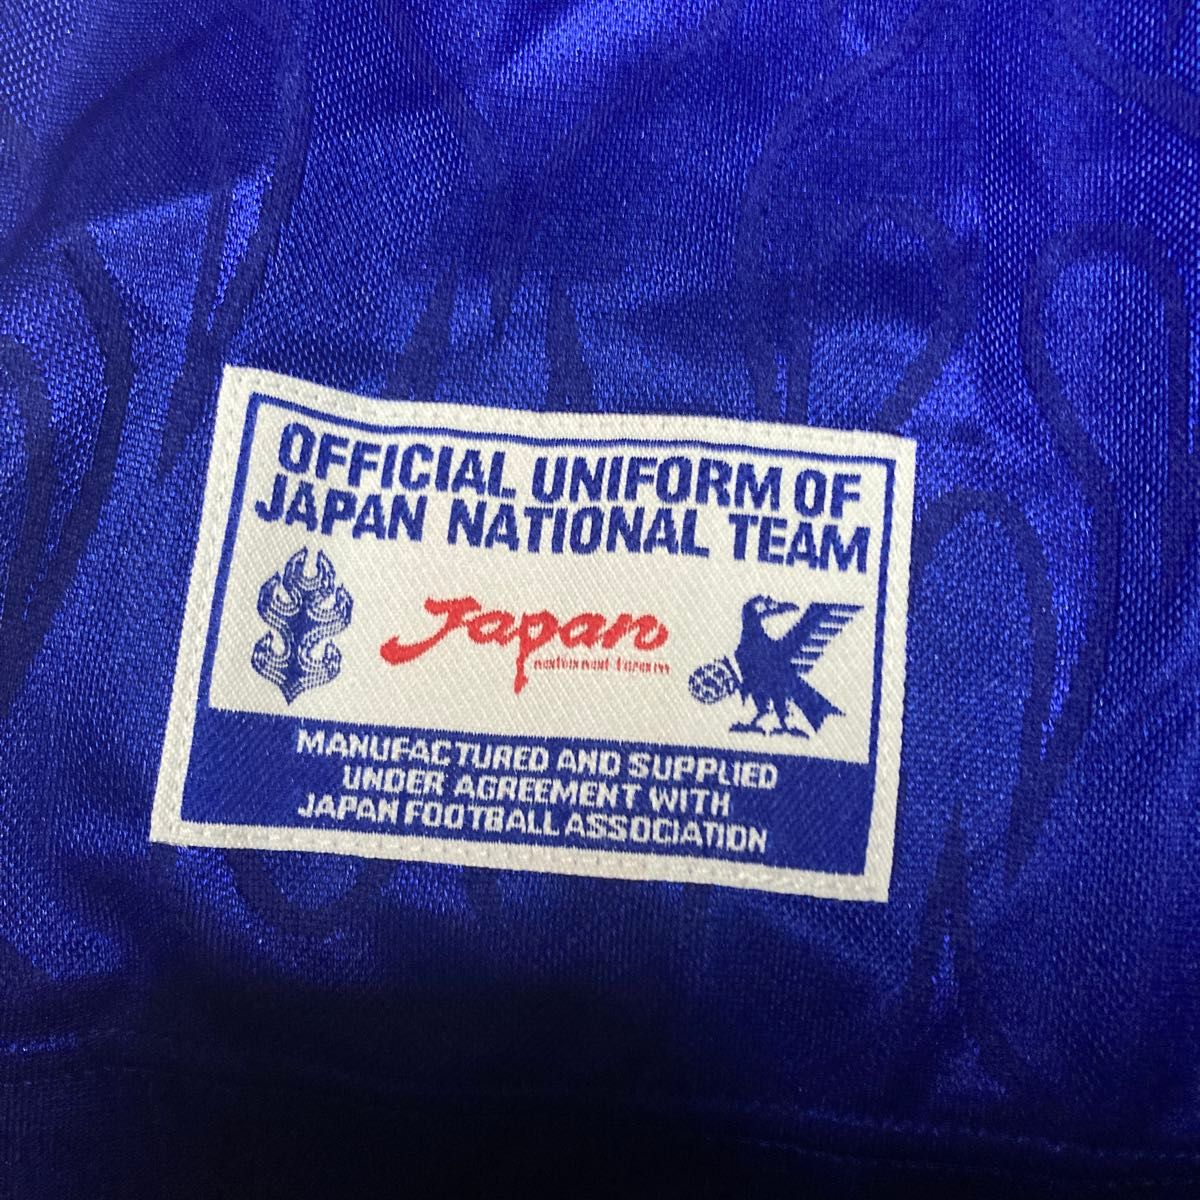 OFFICIAL UNIFORM OF
JAPAN NATIONAL TEAM
Japan
MANUFACTURED AND SUPPLIED
UNDER AGREEMENT WITH
JAPAN FOOTBALL ASSOCIATION